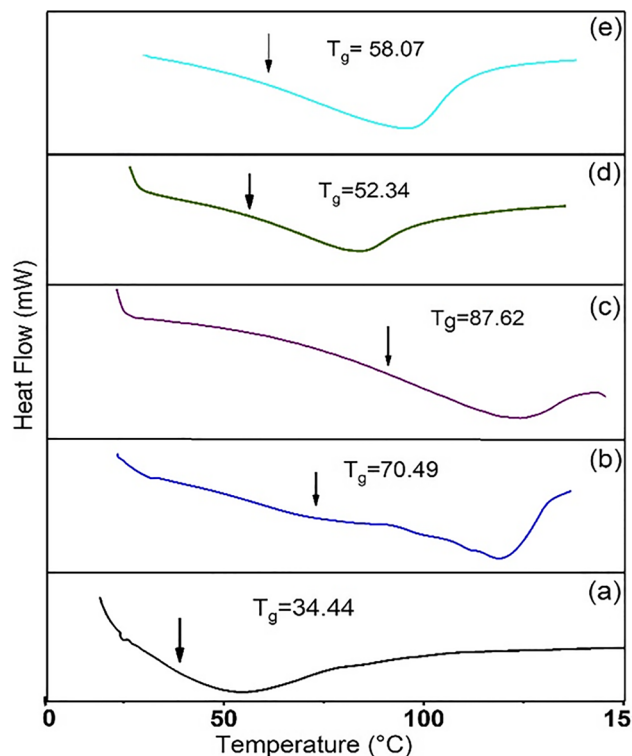 (e)
Tg= 58.07
(d)
Tg=52.34
(c)
Tg=87.62
(b)
Tg=70.49
(a)
Tg=34.44
Heat Flow (mW)
0 50 100 15
Temperature (°C)